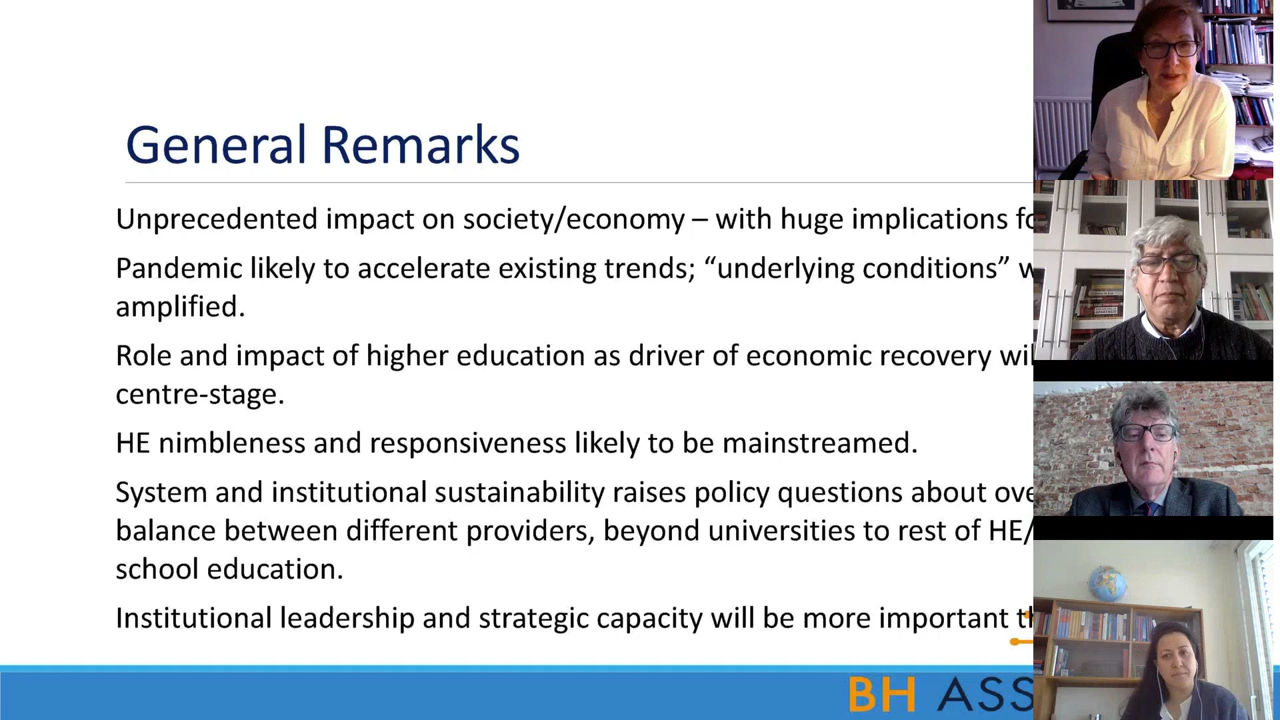 General Remarks
Unprecedented impact on society/economy – with huge implications
Pandemic likely to accelerate existing trends; “underlying conditions”
amplified.
Role and impact of higher education as driver of economic recovery
centre-stage.
HE nimbleness and responsiveness likely to be mainstreamed.
System and institutional sustainability raises policy questions about
balance between different providers, beyond universities to rest of HE/
school education.
Institutional leadership and strategic capacity will be more important
BH ASS